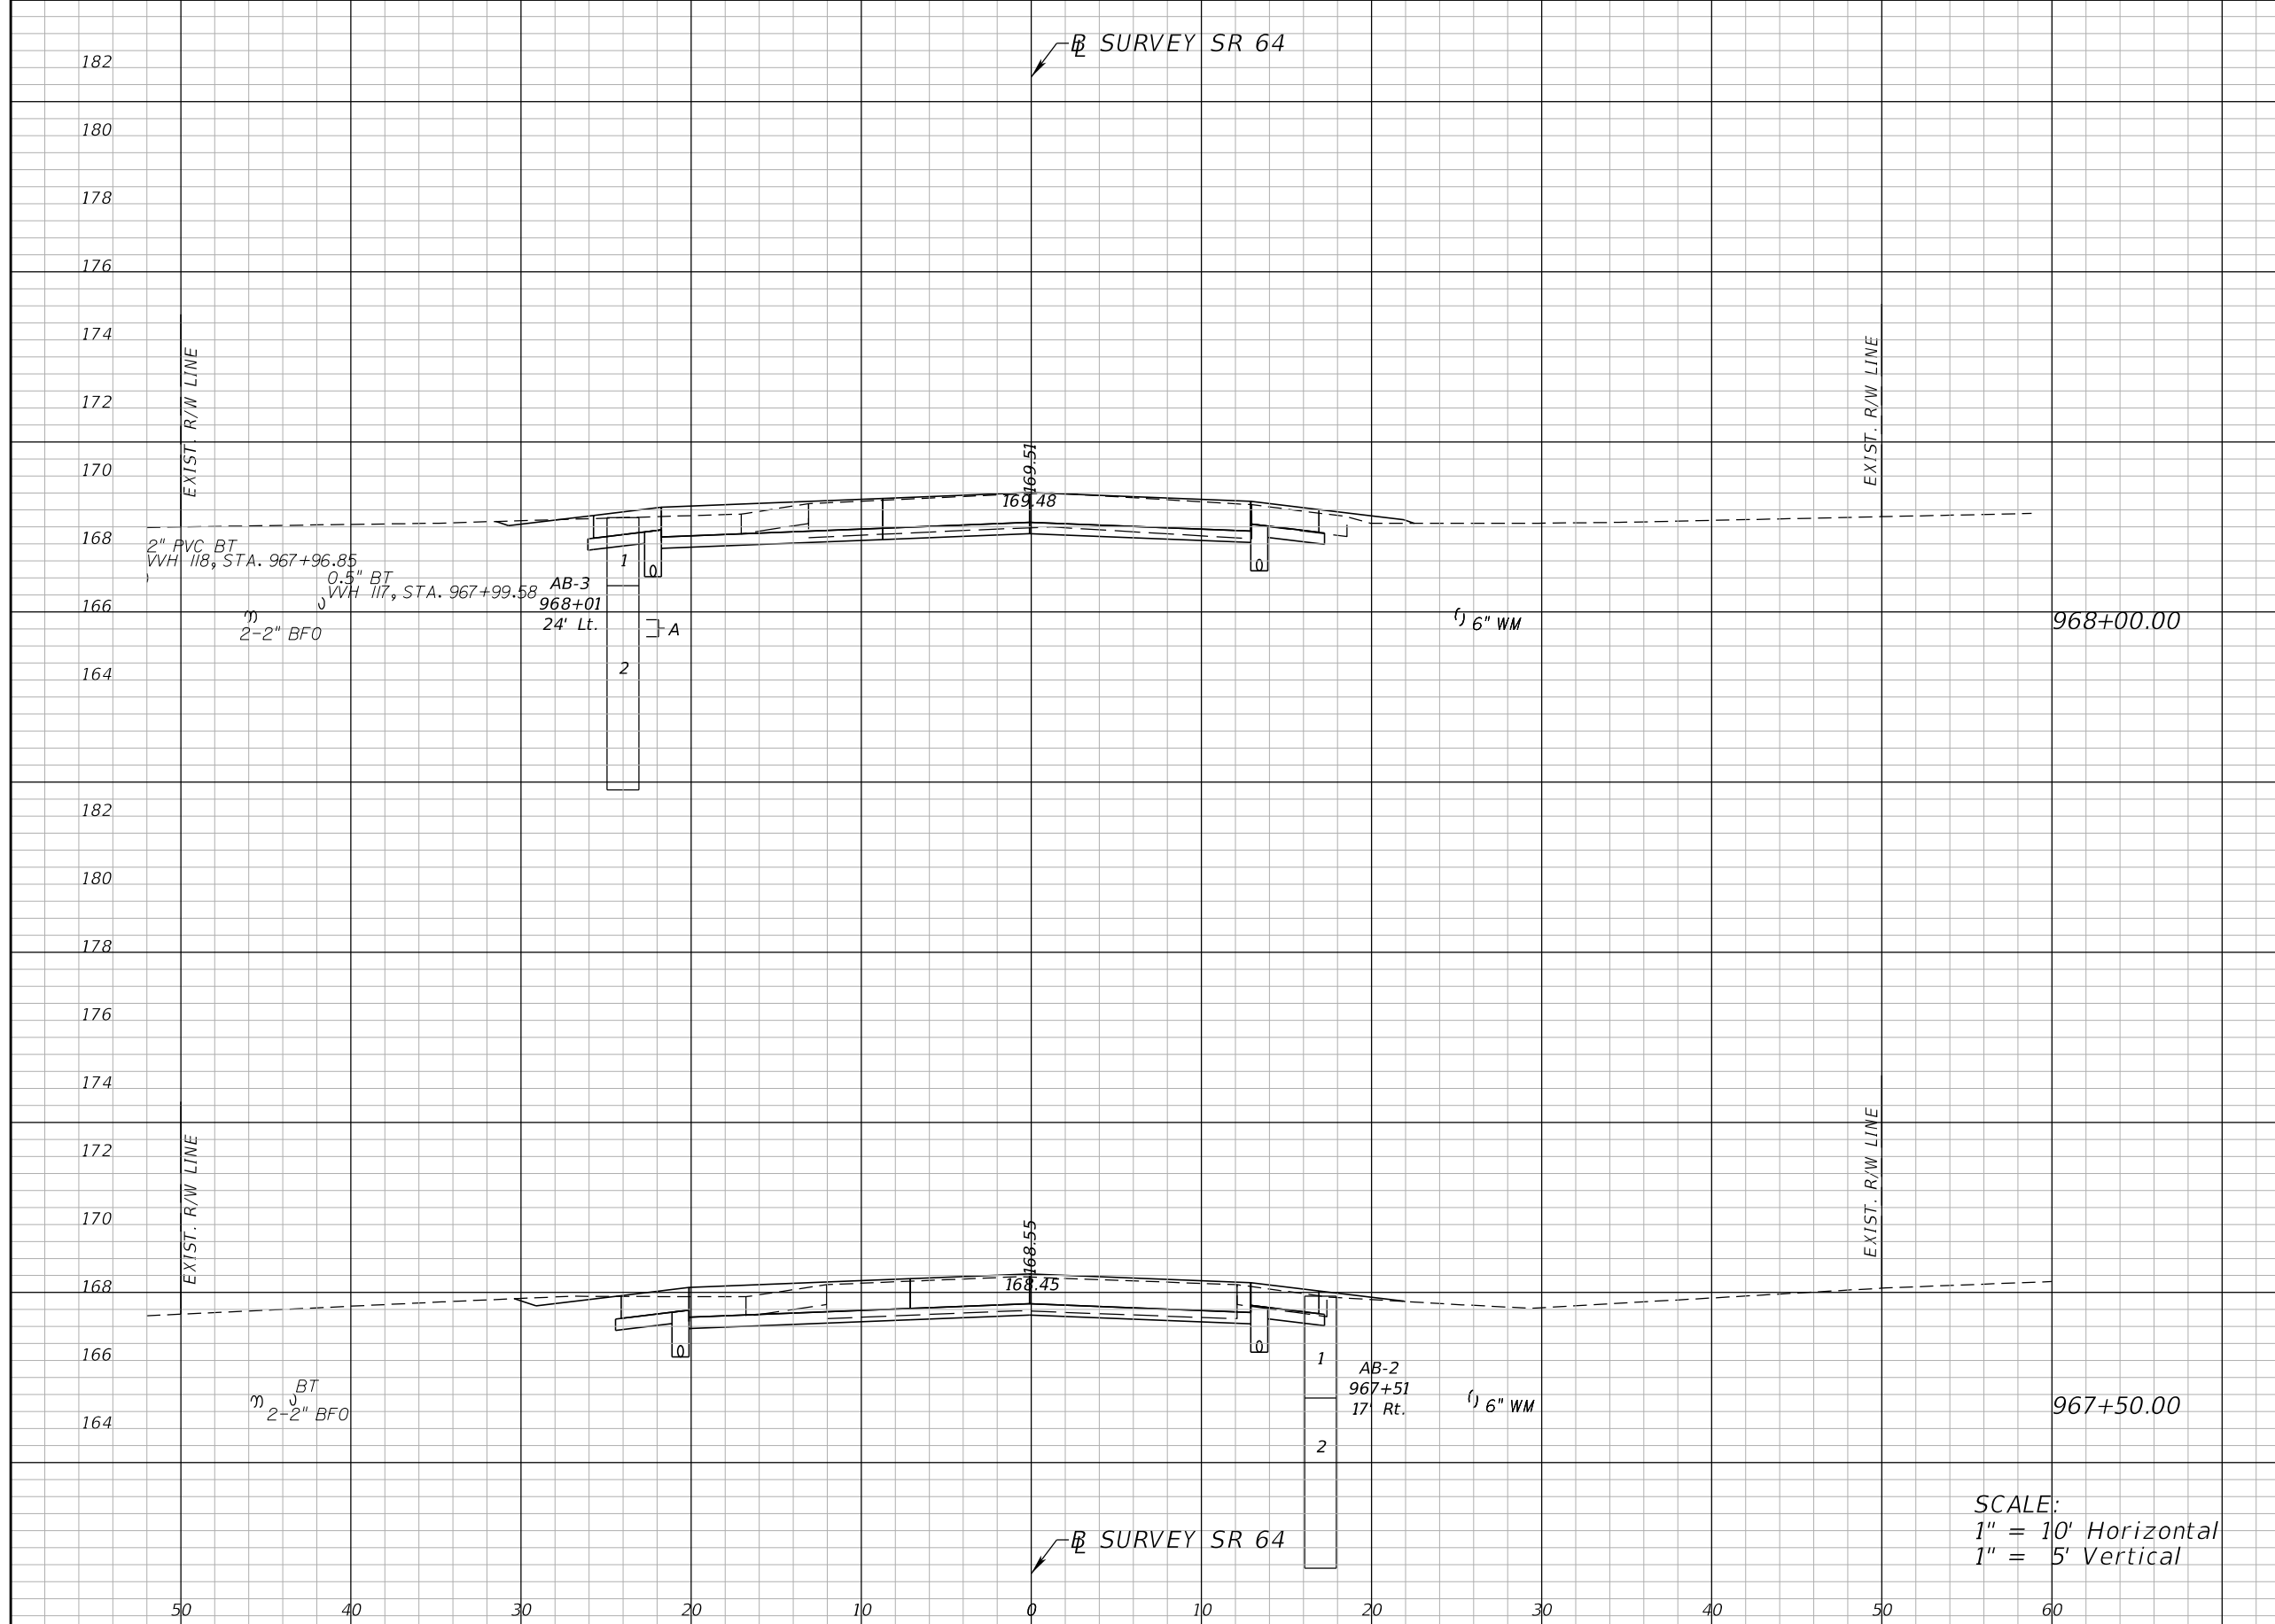 ℄ SURVEY SR 64
182
180
178
176
174
172
170
168
166
164
EXIST. R/W LINE
EXIST. R/W LINE
169.51
169.48
2" PVC BT
VVH 118, STA. 967+96.85
0.5" BT
VVH 117, STA. 967+99.58
2-2" BFO
AB-3
968+01
24' Lt.
1
2
A
6" WM
968+00.00
182
180
178
176
174
172
170
168
166
164
EXIST. R/W LINE
EXIST. R/W LINE
168.55
168.45
BT
2-2" BFO
1
2
AB-2
967+51
17' Rt.
6" WM
967+50.00
℄ SURVEY SR 64
SCALE:
1" = 10' Horizontal
1" = 5' Vertical
50 40 30 20 10 0 10 20 30 40 50 60